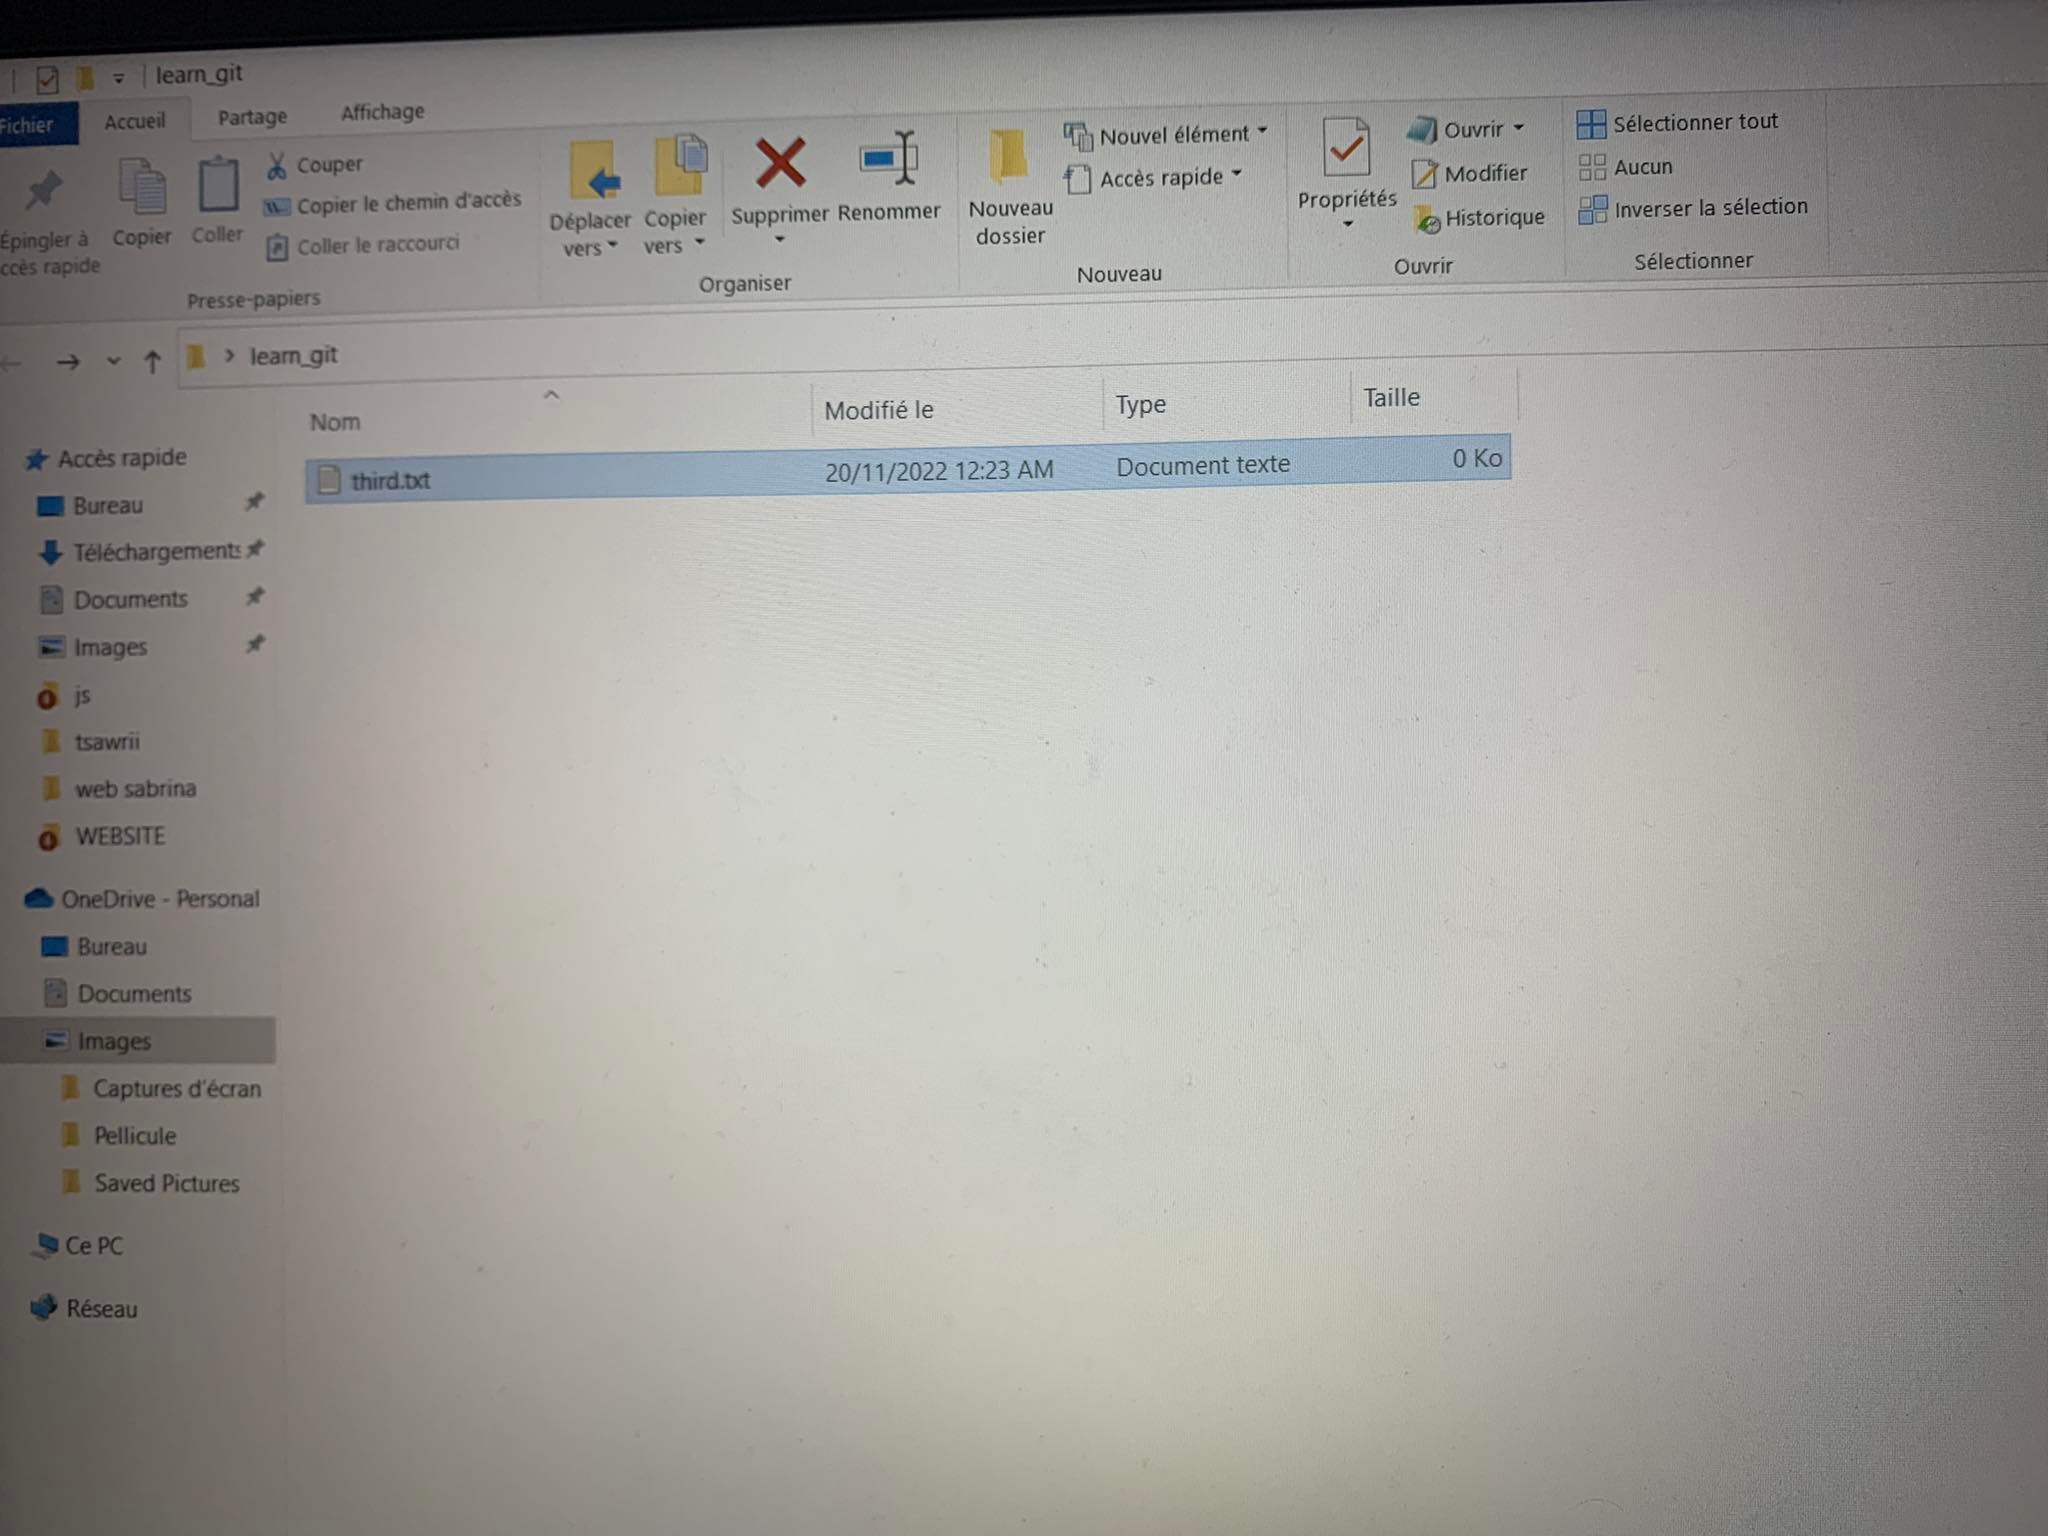 learn_git
Fichier Accueil Partage Affichage
Épingler à
ccès rapide
Copier
Coller
Couper
Copier le chemin d'accès
Coller le raccourci
Presse-papiers
Déplacer
vers
Copier
vers
Supprimer
Renommer
Organiser
Nouveau
dossier
Nouvel élément
Accès rapide
Nouveau
Propriétés
Ouvrir
Modifier
Historique
Ouvrir
Sélectionner tout
Aucun
Inverser la sélection
Sélectionner
learn_git
Nom Modifié le Type Taille
third.txt 20/11/2022 12:23 AM Document texte 0 Ko
Accès rapide
Bureau
Téléchargements
Documents
Images
js
tsawrii
web sabrina
WEBSITE
OneDrive - Personal
Bureau
Documents
Images
Captures d'écran
Pellicule
Saved Pictures
Ce PC
Réseau